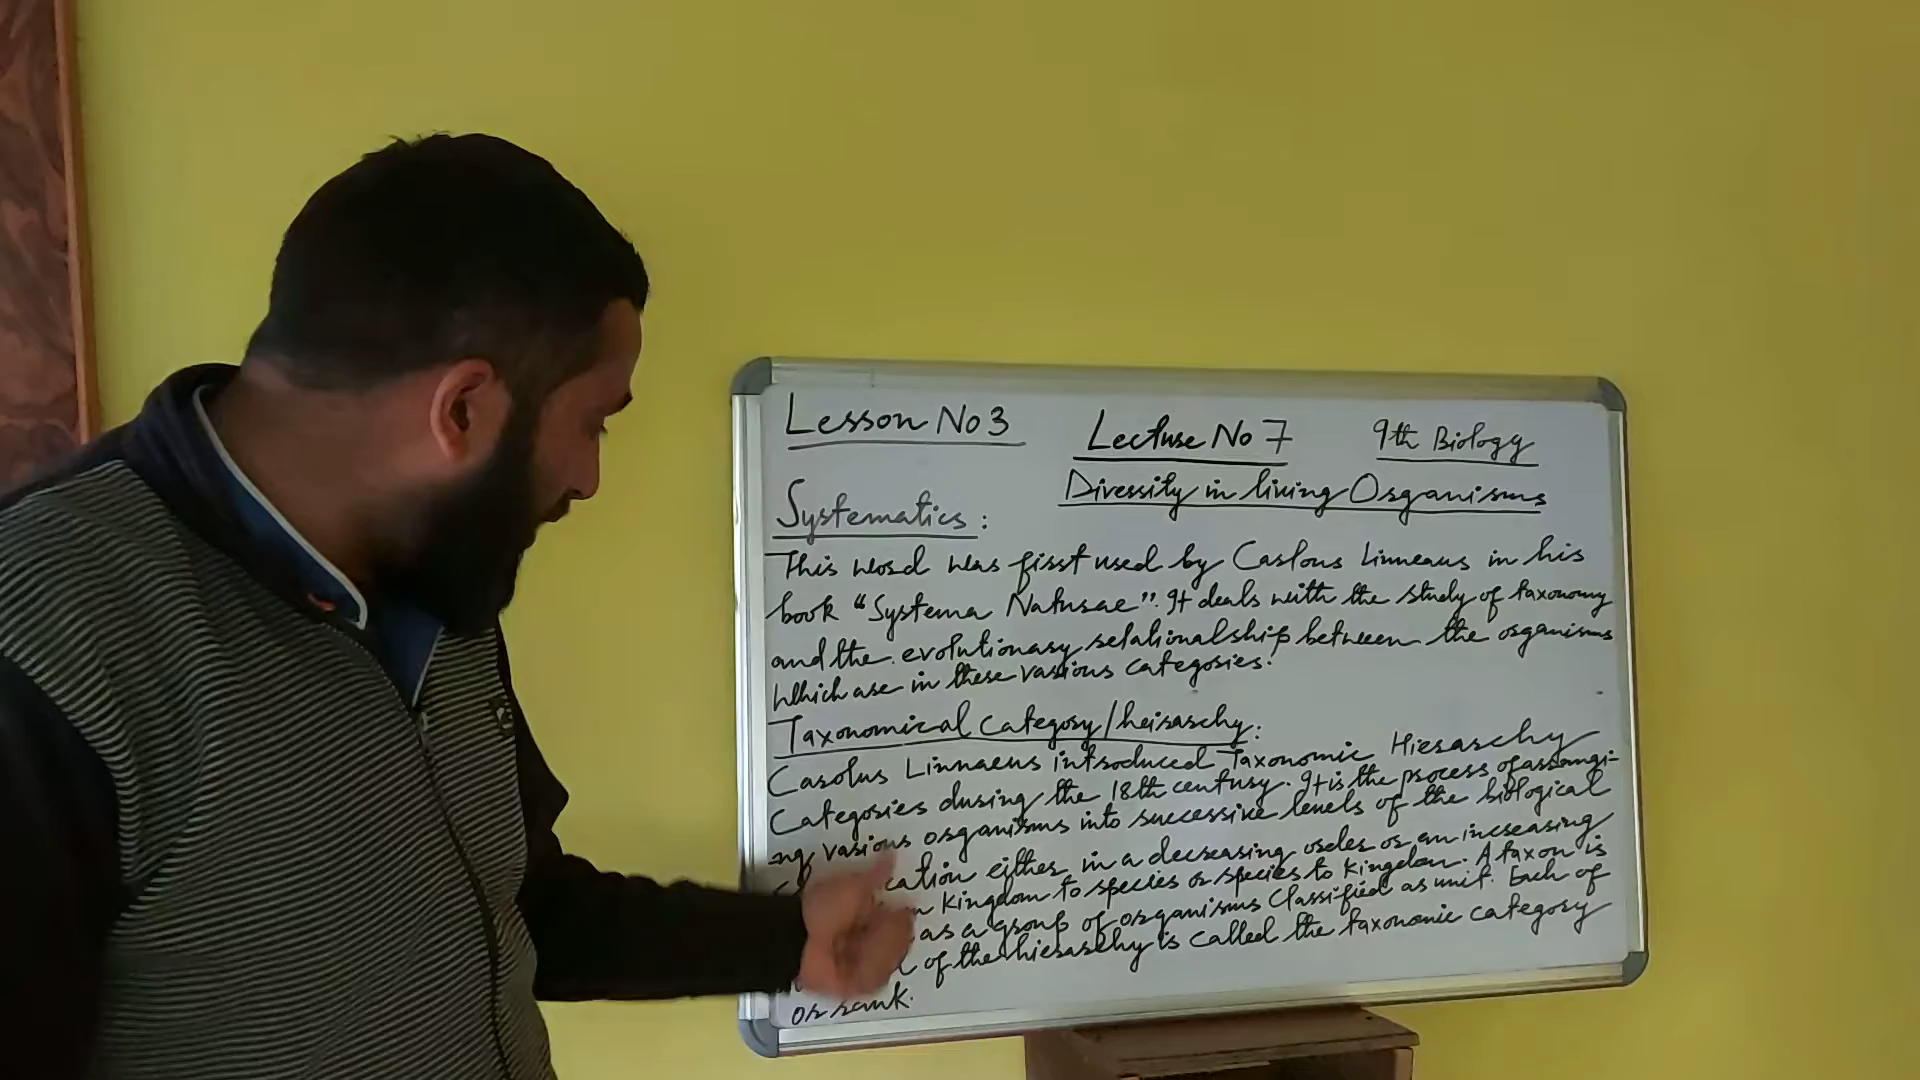 Lesson No 3
Lecture No 7
9th Biology
Diversity in living Organisms
Systematics:
This word was first used by Carlous Linneaus in his
book "Systema Naturae". It deals with the study of taxonomy
and the evolutionary relationalship between the organisms
which are in these various categories.
Taxonomical category/heirarchy:
Carolus Linnaeus introduced Taxonomic Hierarchy
Categories during the 18th century. It is the process of arrangi-
ng various organisms into successive levels of the biological
cation either in a decreasing order or an increasing
Kingdom to species or species to kingdom. A taxon is
as a group of organisms classified as unit. Each of
of the hierarchy is called the taxonomic category
or rank.